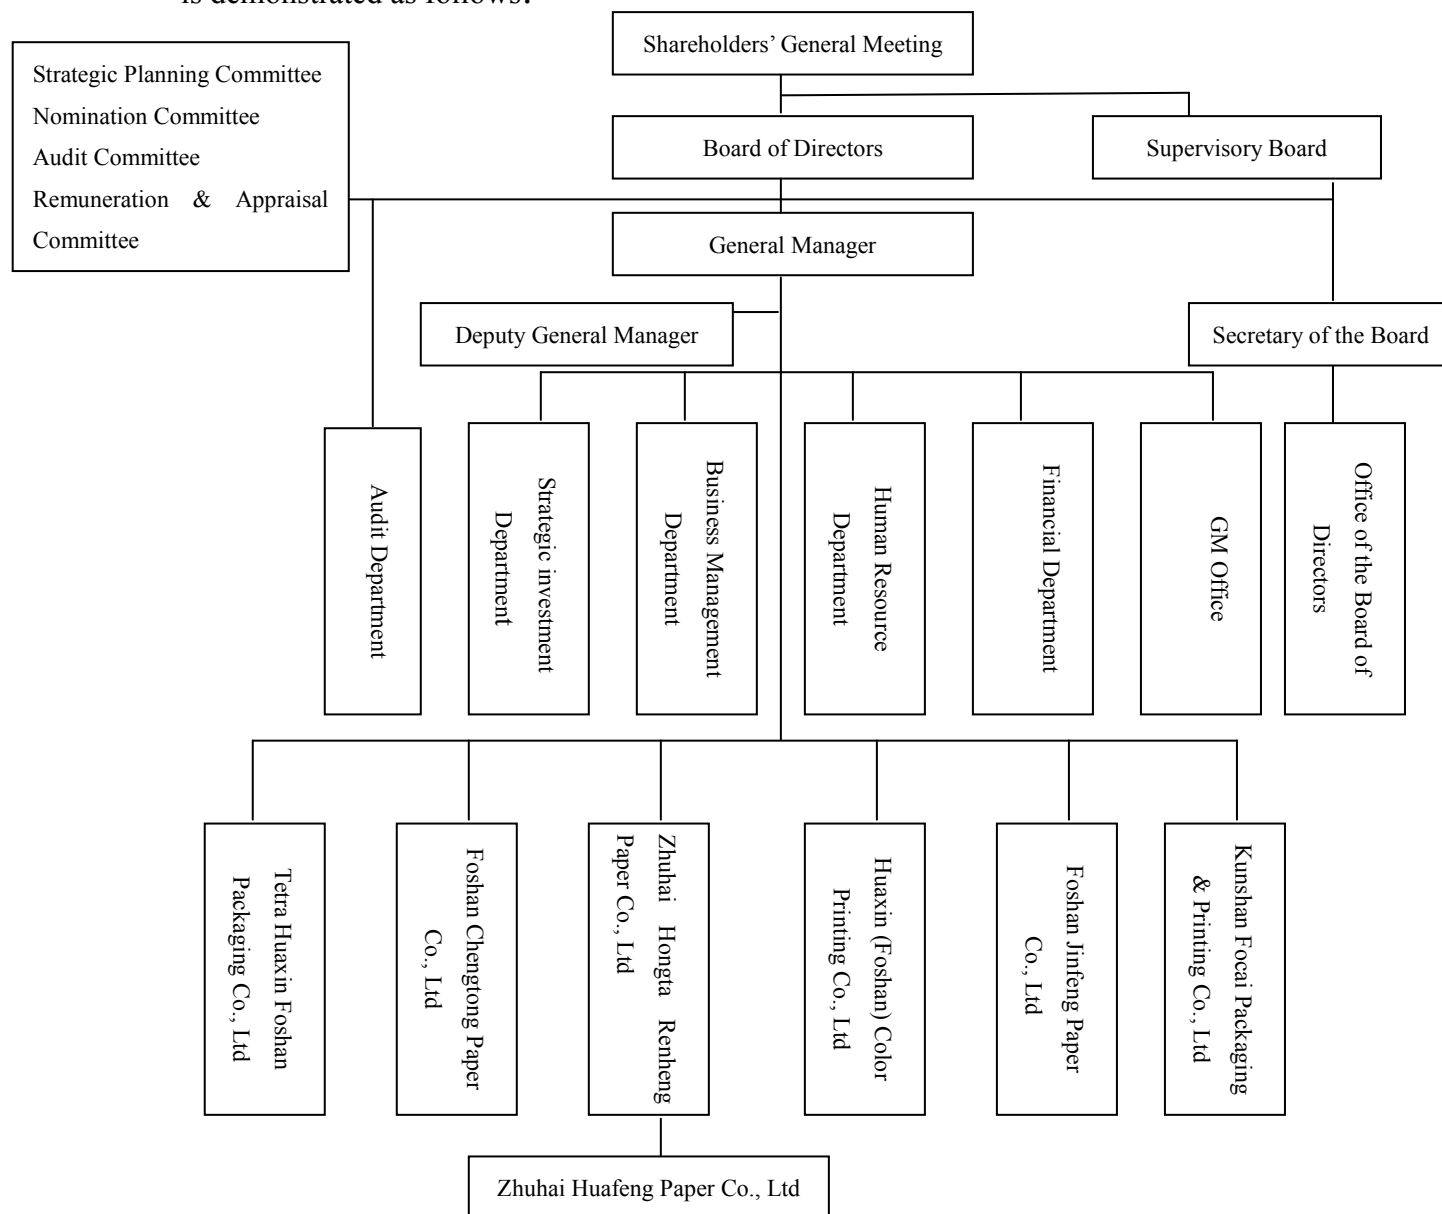 is demonstrated as follows:
Shareholders' General Meeting
Strategic Planning Committee
Nomination Committee
Audit Committee
Remuneration & Appraisal
Committee
Board of Directors
Supervisory Board
General Manager
Deputy General Manager
Secretary of the Board
Audit Department
Strategic investment
Department
Business Management
Department
Human Resource
Department
Financial Department
GM Office
Office of the Board of
Directors
Tetra Huaxin Foshan
Packaging Co., Ltd
Foshan Chengtong Paper
Co., Ltd
Zhuhai Hongta Renheng
Paper Co., Ltd
Huaxin (Foshan) Color
Printing Co., Ltd
Foshan Jinfeng Paper
Co., Ltd
Kunshan Focai Packaging
& Printing Co., Ltd
Zhuhai Huafeng Paper Co., Ltd